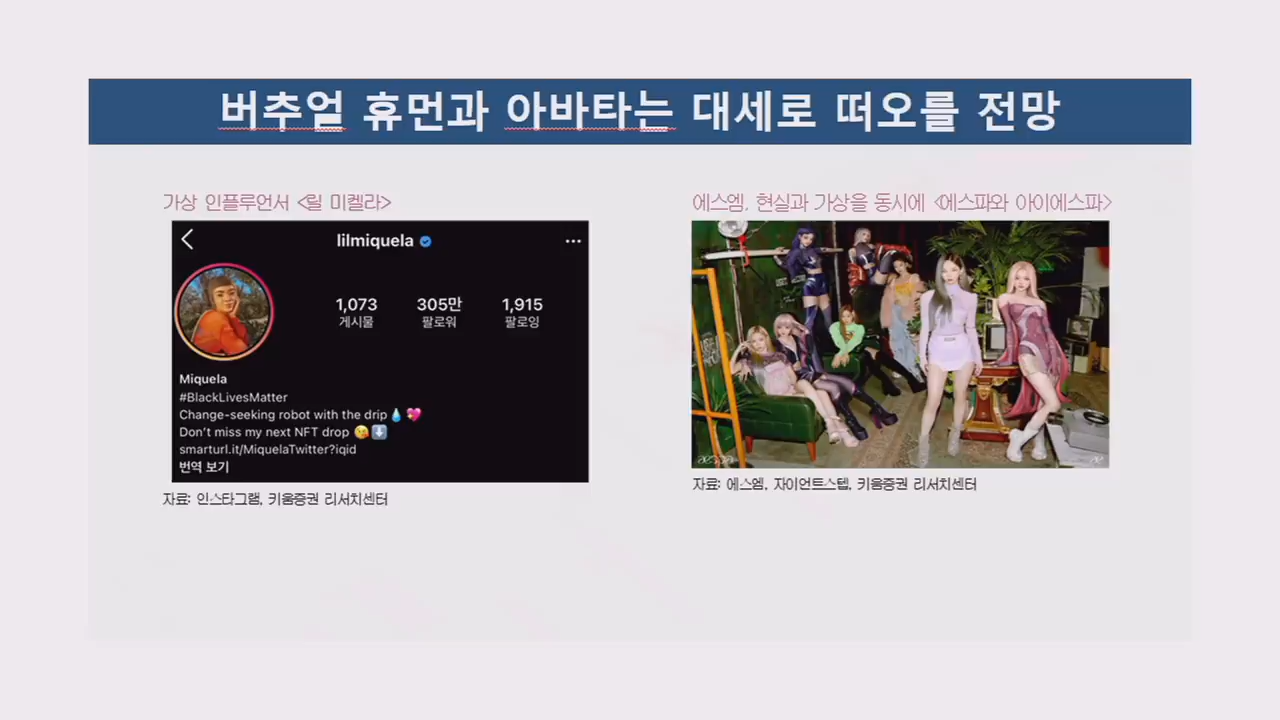 버추얼 휴먼과 아바타는 대세로 떠오를 전망
가상 인플루언서 <릴 미켈라>
lilmiquela
1,073 305만 1,915
게시물 팔로워 팔로잉
Miquela
#BlackLivesMatter
Change-seeking robot with the drip💧💖
Don't miss my next NFT drop 😘⬇️
smarturl.it/MiquelaTwitter?iqid
번역 보기
자료: 인스타그램, 키움증권 리서치센터
에스엠, 현실과 가상을 동시에 <에스파와 아이에스파>
aespa
자료: 에스엠, 자이언트스텝, 키움증권 리서치센터